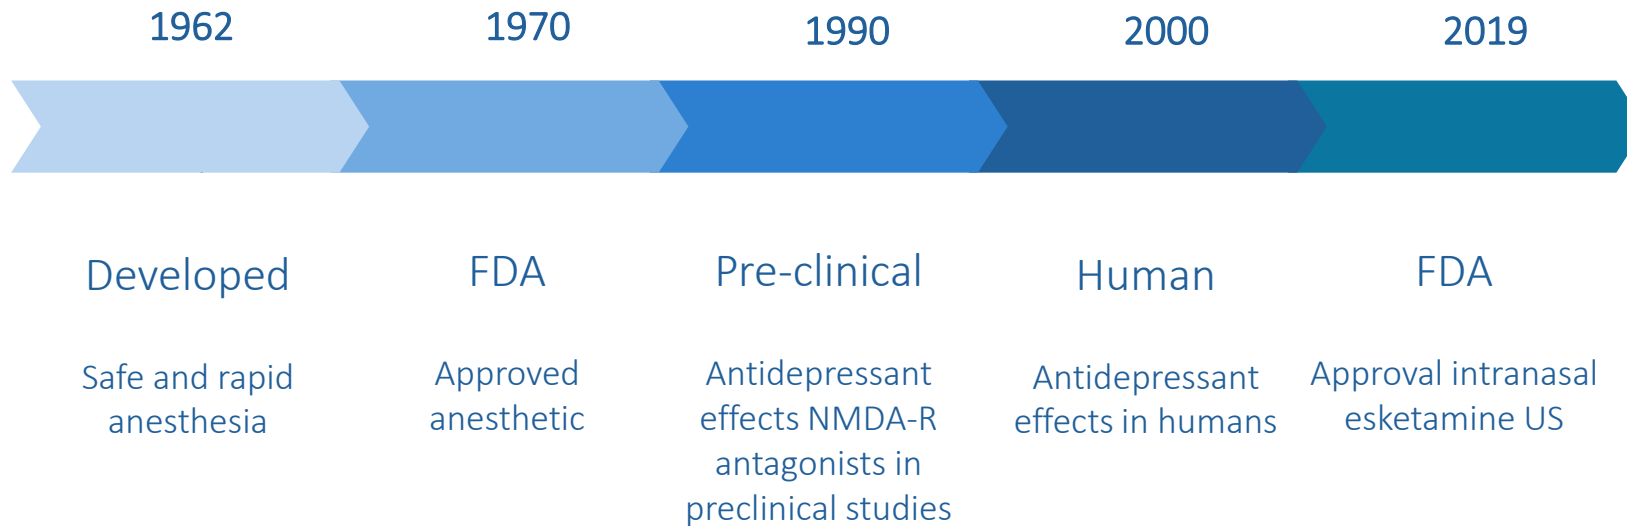 1962
1970
1990
2000
2019
Developed
FDA
Pre-clinical
Human
FDA
Safe and rapid
anesthesia
Approved
anesthetic
Antidepressant
effects NMDA-R
antagonists in
preclinical studies
Antidepressant
effects in humans
Approval intranasal
esketamine US